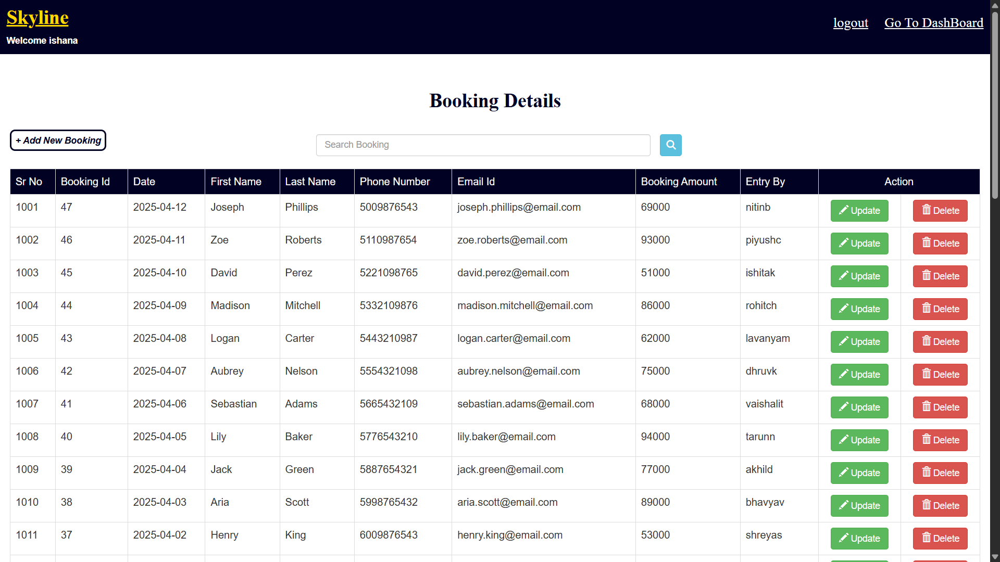 Skyline
Welcome ishana
logout Go To DashBoard
Booking Details
+ Add New Booking
Search Booking
Sr No Booking Id Date First Name Last Name Phone Number Email Id Booking Amount Entry By Action
1001 47 2025-04-12 Joseph Phillips 5009876543 joseph.phillips@email.com 69000 nitinb Update Delete
1002 46 2025-04-11 Zoe Roberts 5110987654 zoe.roberts@email.com 93000 piyushc Update Delete
1003 45 2025-04-10 David Perez 5221098765 david.perez@email.com 51000 ishitak Update Delete
1004 44 2025-04-09 Madison Mitchell 5332109876 madison.mitchell@email.com 86000 rohitch Update Delete
1005 43 2025-04-08 Logan Carter 5443210987 logan.carter@email.com 62000 lavanyam Update Delete
1006 42 2025-04-07 Aubrey Nelson 5554321098 aubrey.nelson@email.com 75000 dhruvk Update Delete
1007 41 2025-04-06 Sebastian Adams 5665432109 sebastian.adams@email.com 68000 vaishalit Update Delete
1008 40 2025-04-05 Lily Baker 5776543210 lily.baker@email.com 94000 tarunn Update Delete
1009 39 2025-04-04 Jack Green 5887654321 jack.green@email.com 77000 akhild Update Delete
1010 38 2025-04-03 Aria Scott 5998765432 aria.scott@email.com 89000 bhavyav Update Delete
1011 37 2025-04-02 Henry King 6009876543 henry.king@email.com 53000 shreyas Update Delete